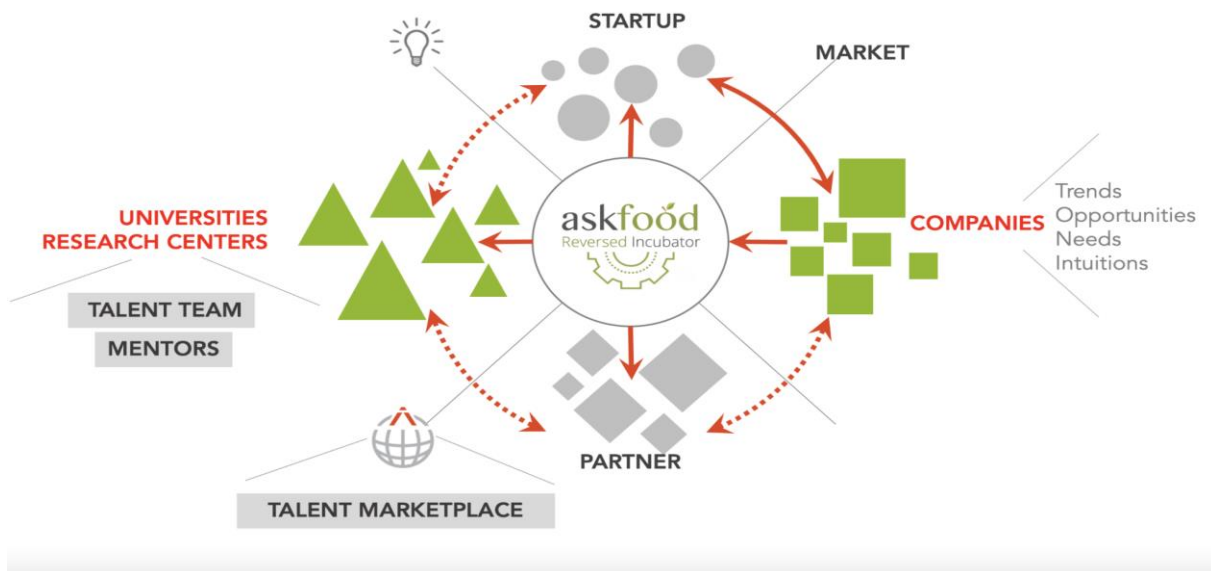 STARTUP
MARKET
UNIVERSITIES
RESEARCH CENTERS
TALENT TEAM
MENTORS
askfood
Reversed Incubator
COMPANIES
Trends
Opportunities
Needs
Intuitions
PARTNER
TALENT MARKETPLACE